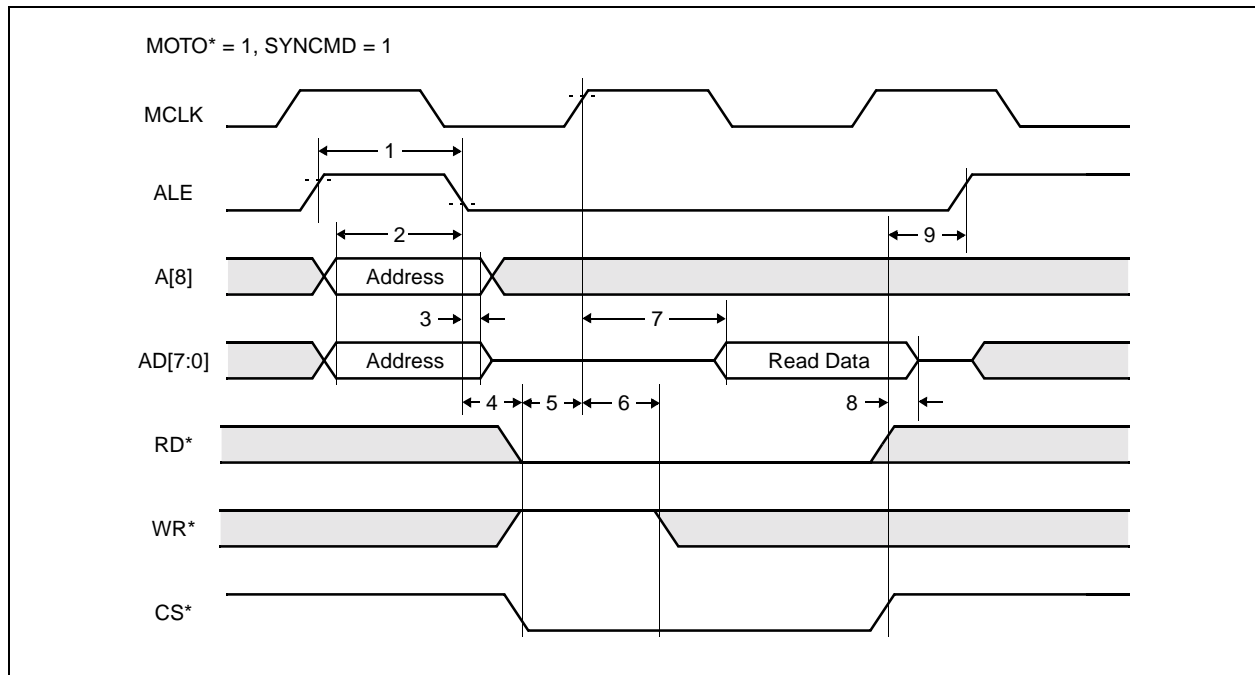 MOTO* = 1, SYNCMD = 1
MCLK
1
ALE
2
9
A[8]
Address
3
7
AD[7:0]
Address
Read Data
4
5
6
8
RD*
WR*
CS*